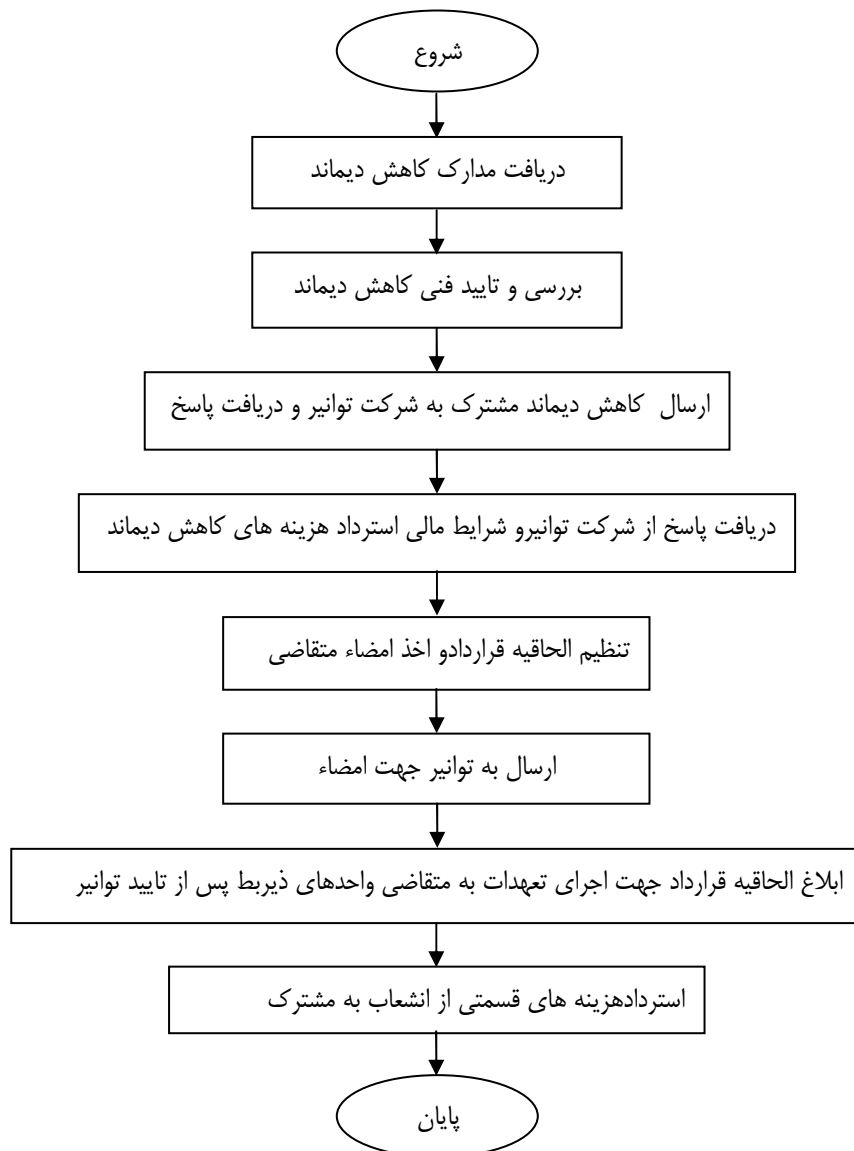 شروع
دریافت مدارک کاهش دیماند
بررسی و تایید فنی کاهش دیماند
ارسال کاهش دیماند مشترک به شرکت توانیر و دریافت پاسخ
دریافت پاسخ از شرکت توانیرو شرایط مالی استرداد هزینه های کاهش دیماند
تنظیم الحاقیه قراردادو اخذ امضاء متقاضی
ارسال به توانیر جهت امضاء
ابلاغ الحاقیه قرارداد جهت اجرای تعهدات به متقاضی واحدهای ذیربط پس از تایید توانیر
استردادهزینه های قسمتی از انشعاب به مشترک
پایان